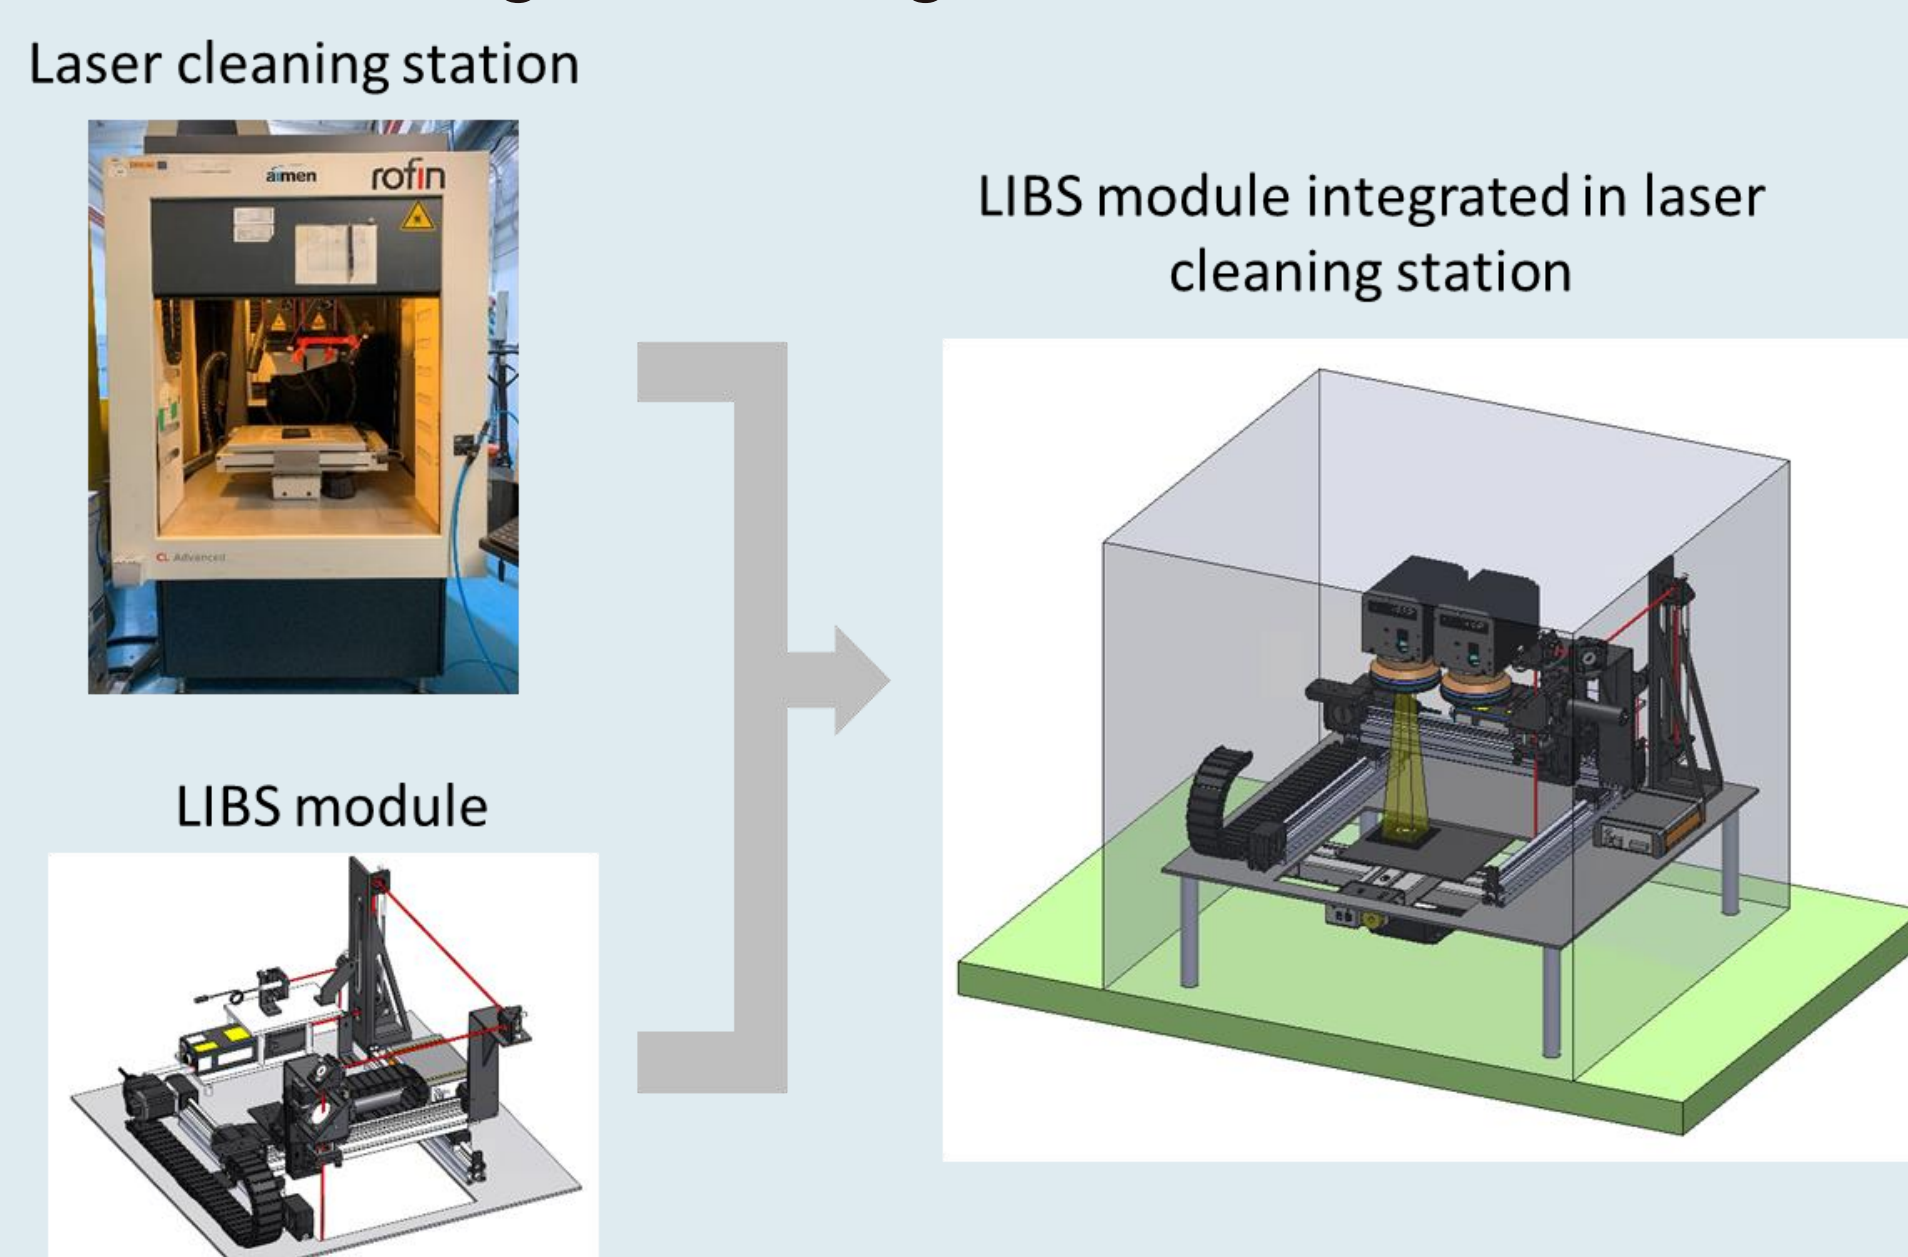 Laser cleaning station
aimen
rofin
CL Advanced
LIBS module integrated in laser
cleaning station
LIBS module